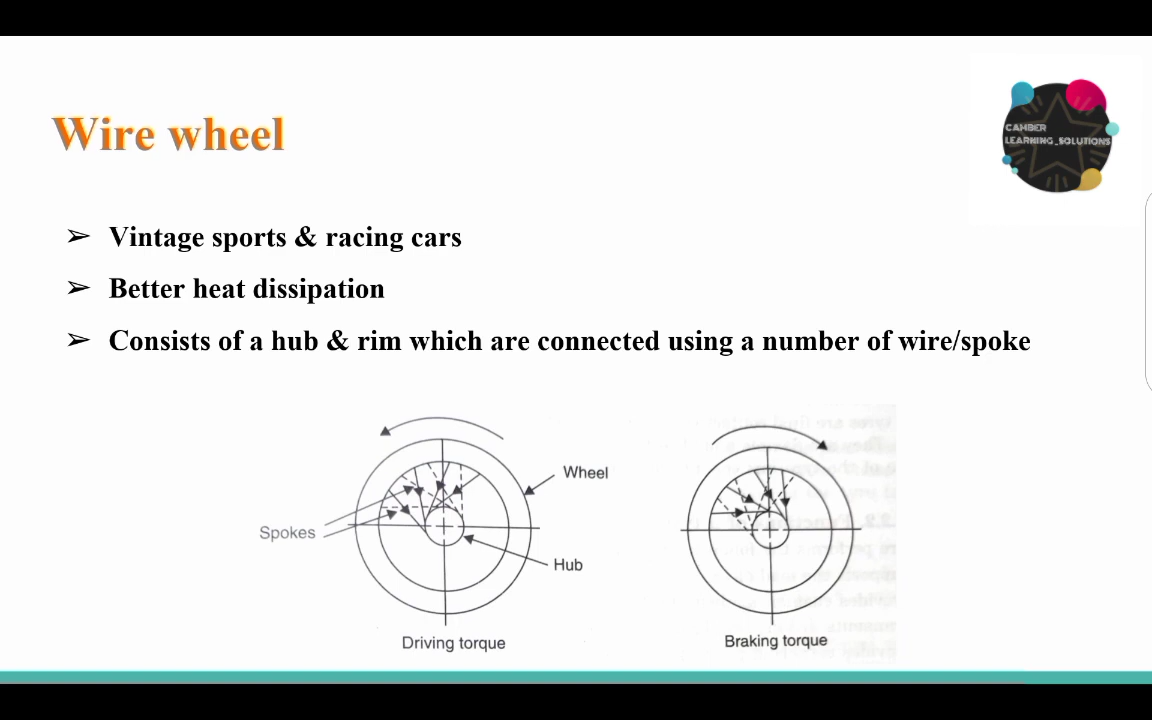 Wire wheel
CAMBER
LEARNING_SOLUTIONS
➢ Vintage sports & racing cars
➢ Better heat dissipation
➢ Consists of a hub & rim which are connected using a number of wire/spoke
Wheel
Spokes
Hub
Driving torque
Braking torque